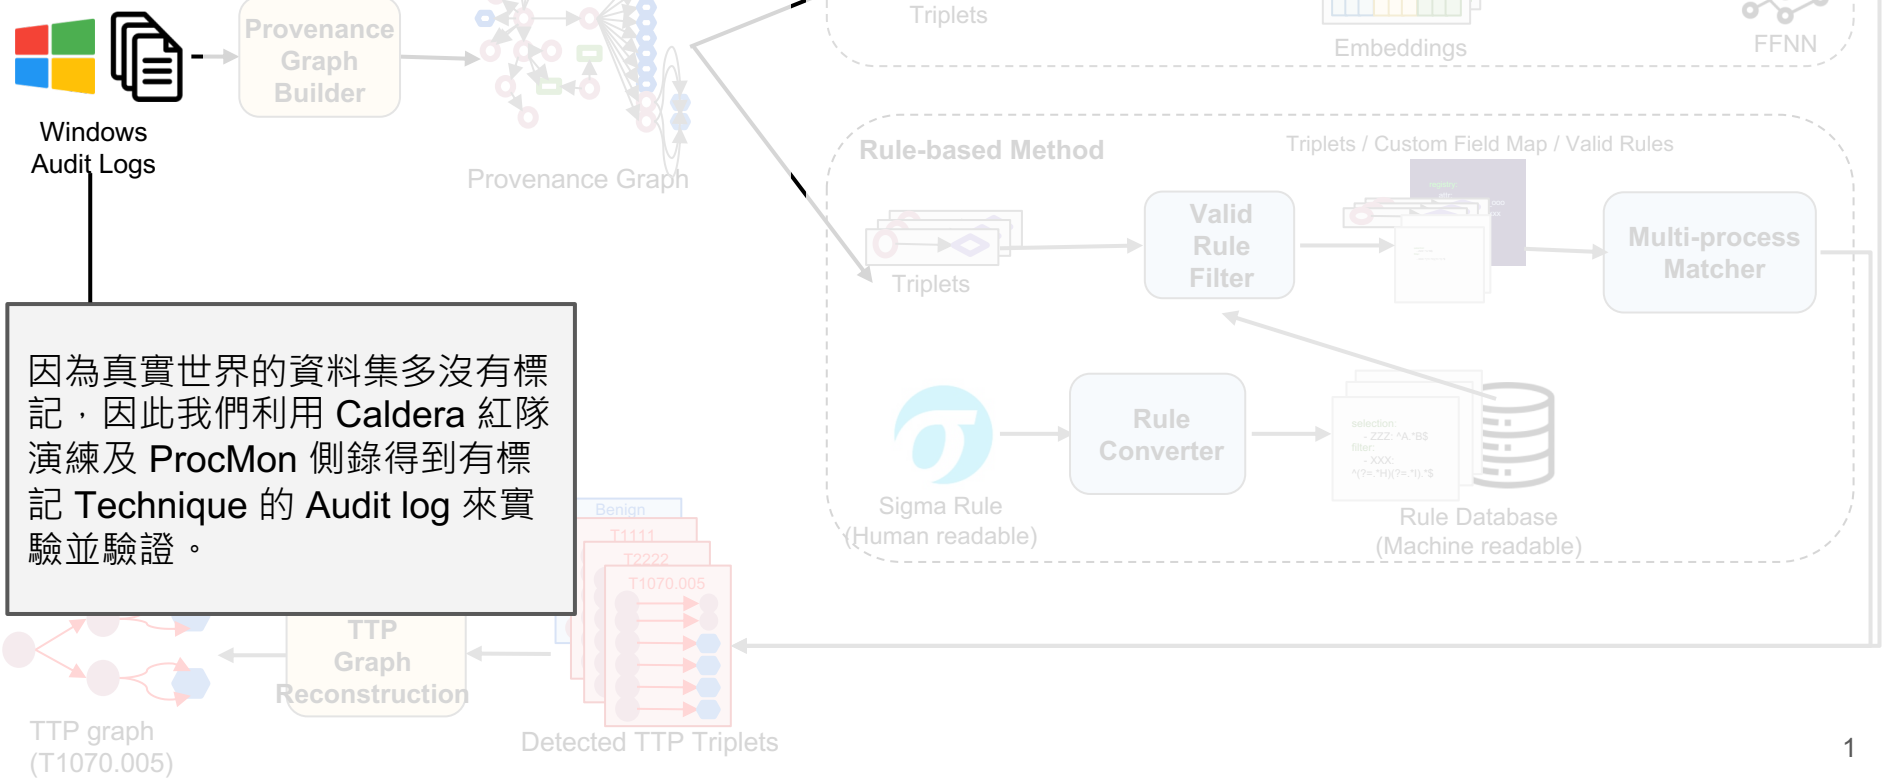 Provenance
Graph
Builder
Windows
Audit Logs
Provenance Graph
Triplets
Embeddings
FFNN
Rule-based Method
Triplets / Custom Field Map / Valid Rules
registry
Triplets
Valid
Rule
Filter
Multi-process
Matcher
因為真實世界的資料集多沒有標
記，因此我們利用 Caldera 紅隊
演練及 ProcMon 側錄得到有標
記 Technique 的 Audit log 來實
驗並驗證。
Sigma Rule
(Human readable)
Rule
Converter
selection:
- ZZZ: ^A.*B$
filter:
- XXX:
^(?=.*H)(?=.*I).*$
Rule Database
(Machine readable)
Benign
T1111
T2222
T1070.005
Detected TTP Triplets
TTP
Graph
Reconstruction
TTP graph
(T1070.005)
1